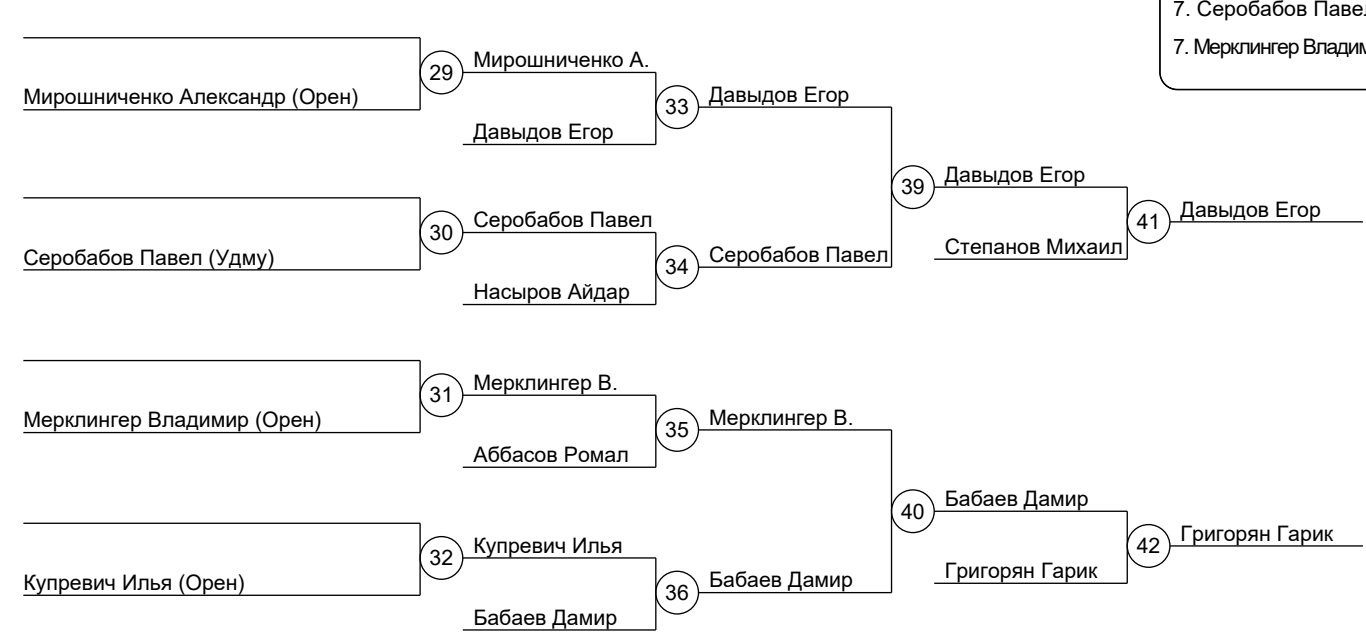 7. Серобабов
7. Мерклингер
29
Мирошниченко А.
Мирошниченко Александр (Орен)
33
Давыдов Егор
Давыдов Егор
39
Давыдов Егор
Серобабов Павел
30
41
Давыдов Егор
Серобабов Павел (Удму)
34
Серобабов Павел
Степанов Михаил
Насыров Айдар
Мерклингер В.
31
Мерклингер Владимир (Орен)
35
Мерклингер В.
Аббасов Ромал
40
Бабаев Дамир
Купревич Илья
32
42
Григорян Гарик
Купревич Илья (Орен)
36
Бабаев Дамир
Григорян Гарик
Бабаев Дамир